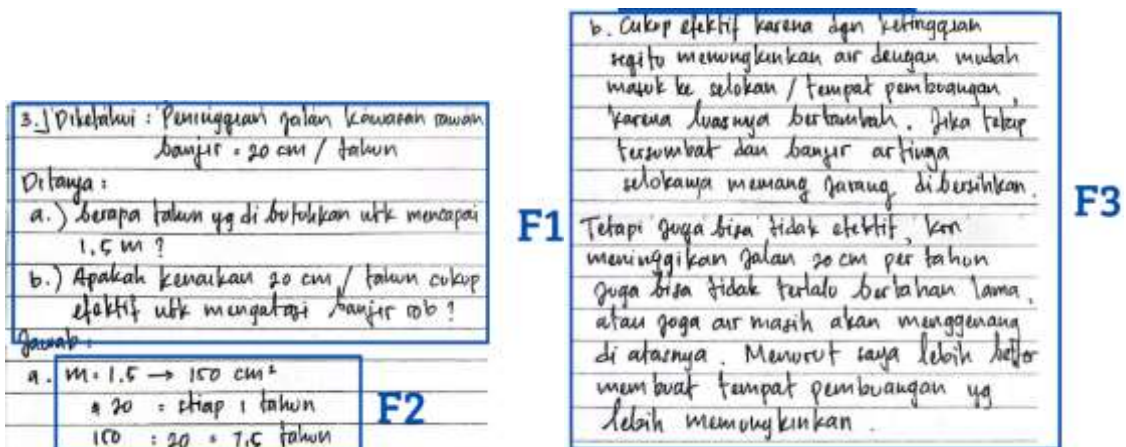 3.) Diketahui : Peninggian jalan kawasan rawan
banjir = 20 cm / tahun
Ditanya :
a.) berapa tahun yg di butuhkan utk mencapai
1.5 m ?
b.) Apakah kenaikan 20 cm / tahun cukup
efektif utk mengatasi banjir rob ?
Jawab :
a. m = 1.5 → 150 cm²
20 = stiap 1 tahun
150 : 20 = 7,5 tahun
F1
F2
b. Cukup efektif karena dgn ketinggian
segitu memungkinkan air dengan mudah
masuk ke selokan / tempat pembuangan,
karena luasnya bertambah. Jika tetap
tersumbat dan banjir artinya
selokanya memang jarang dibersihkan.
Tetapi juga bisa tidak efektif, krn
meninggikan jalan 20 cm per tahun
juga bisa tidak terlalu bertahan lama,
atau joga air masih akan menggenang
di atasnya. Menurut saya lebih better
membuat tempat pembuangan yg
lebih memungkinkan.
F3